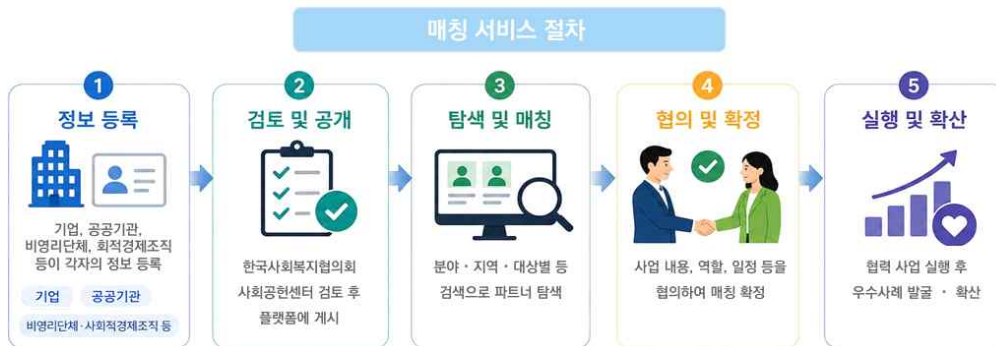 매칭 서비스 절차
1
정보 등록
기업, 공공기관,
비영리단체, 회적경제조직
등이 각자의 정보 등록
기업
공공기관
비영리단체·사회적경제조직 등
2
검토 및 공개
한국사회복지협의회
사회공헌센터 검토 후
플랫폼에 게시
3
탐색 및 매칭
분야·지역·대상별 등
검색으로 파트너 탐색
4
협의 및 확정
사업 내용, 역할, 일정 등을
협의하여 매칭 확정
5
실행 및 확산
협력 사업 실행 후
우수사례 발굴 · 확산